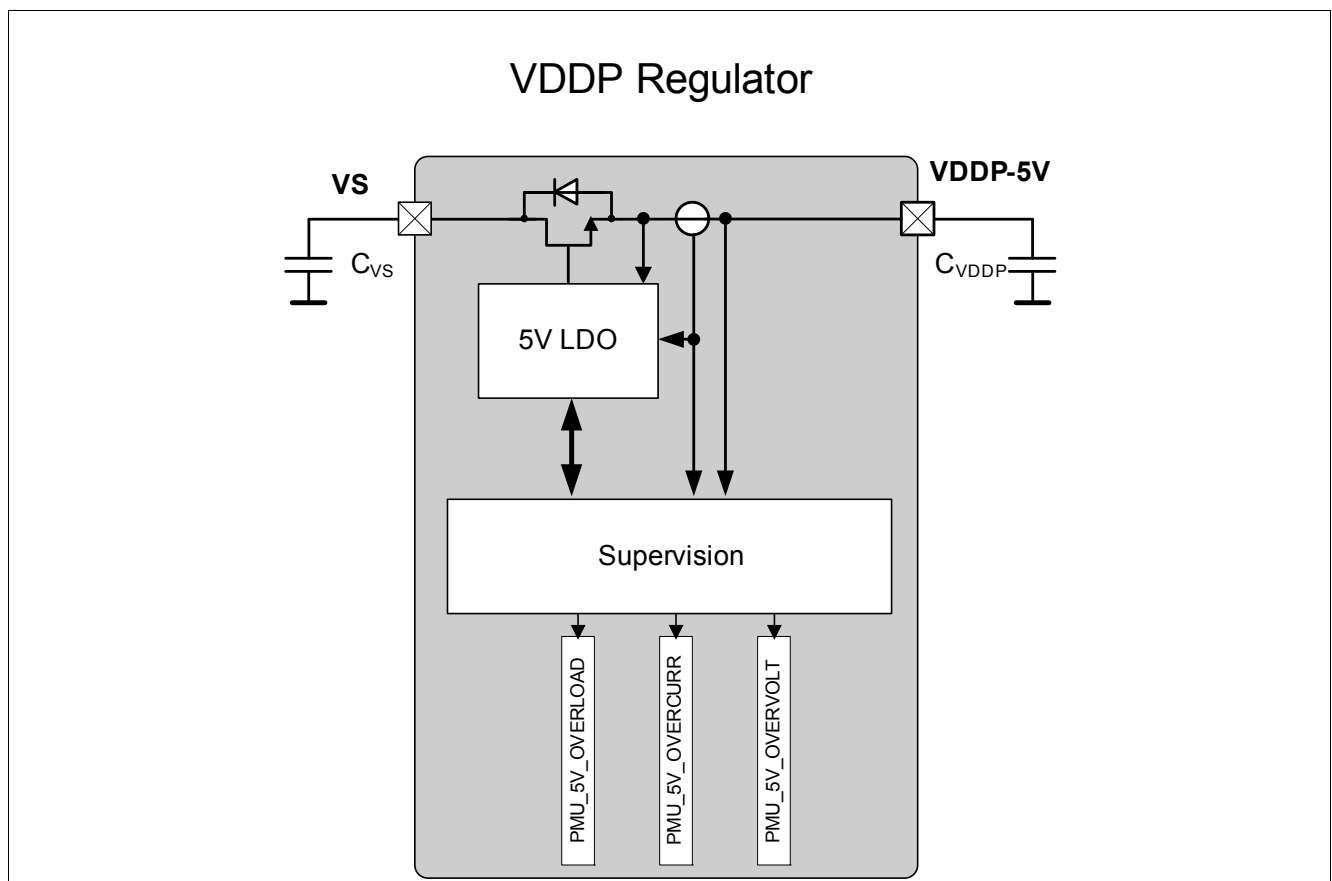 VDDP Regulator
VS
VDDP-5V
CVS
CVDDP
5V LDO
Supervision
PMU_5V_OVERLOAD
PMU_5V_OVERCURR
PMU_5V_OVERVOLT